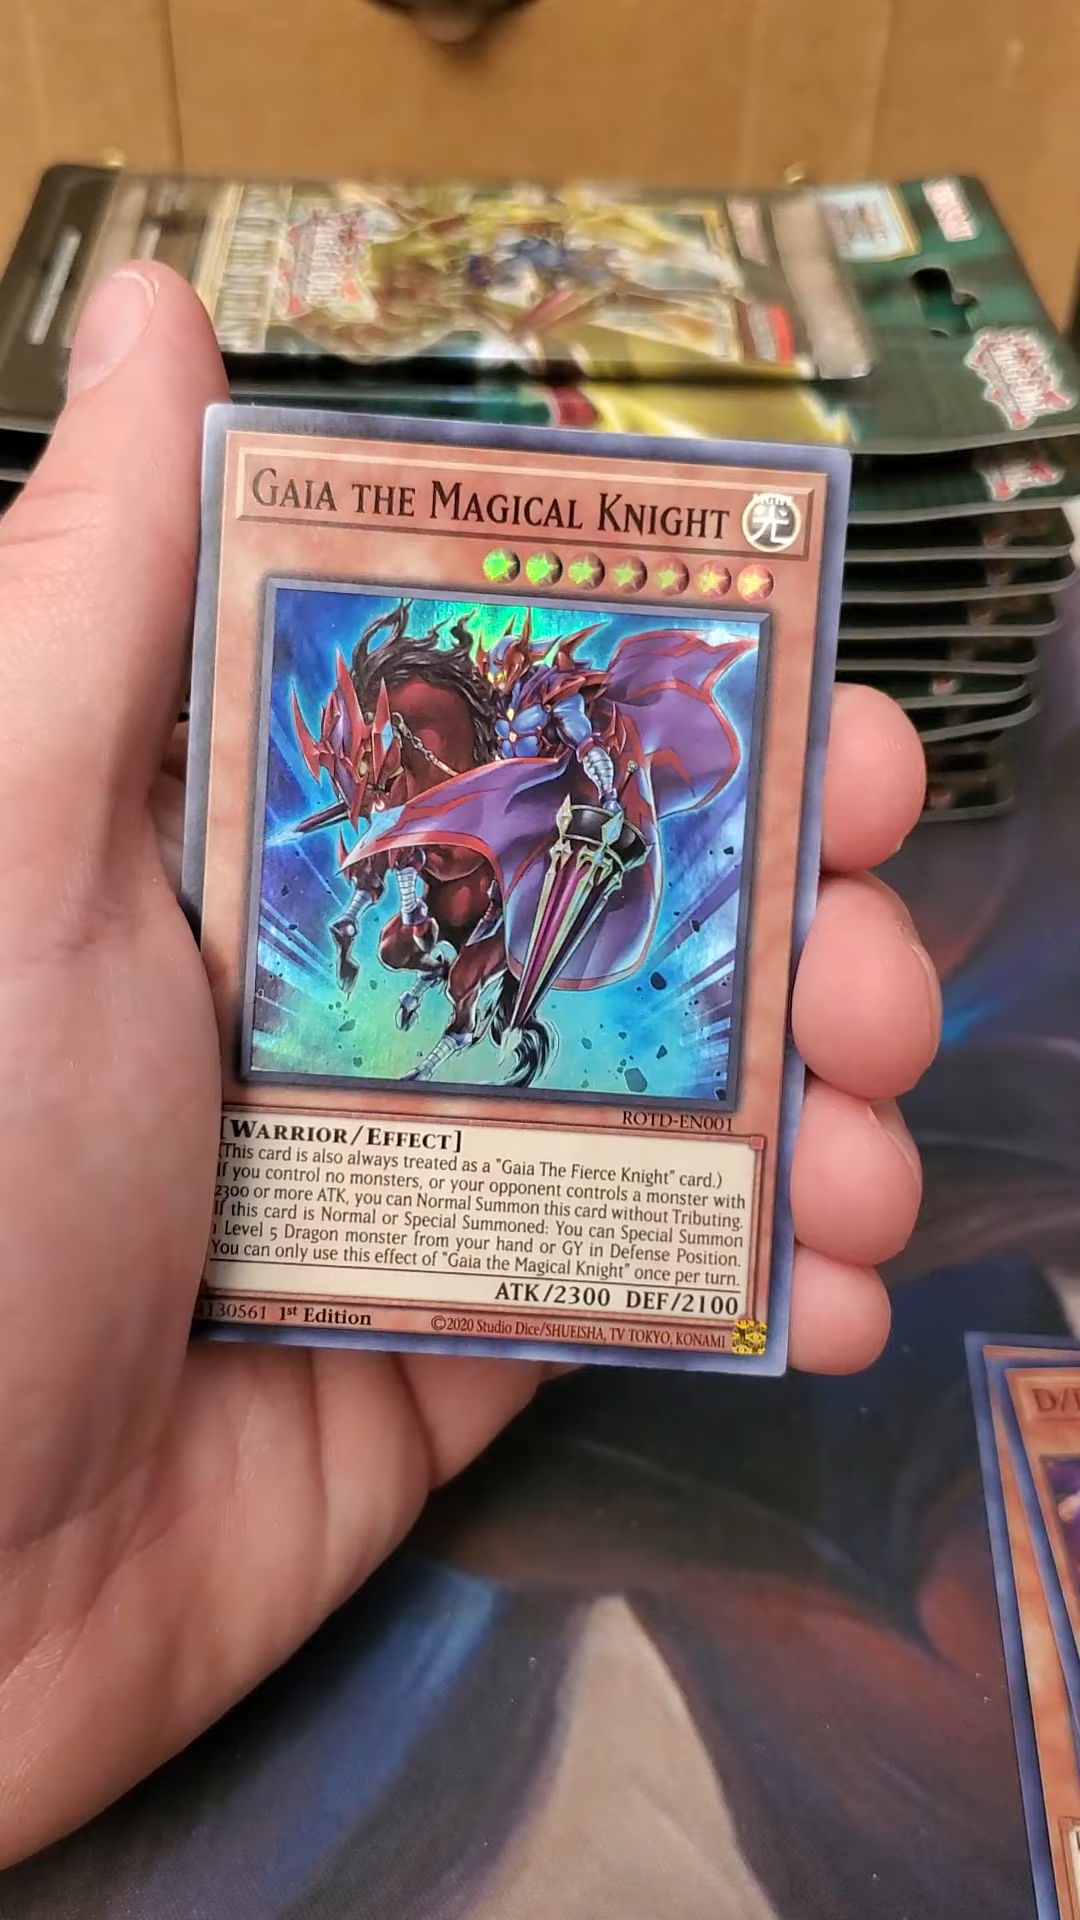 GAIA THE MAGICAL KNIGHT
LIGHT
光
ROTD-EN001
[WARRIOR/EFFECT]
(This card is also always treated as a "Gaia The Fierce Knight" card.)
If you control no monsters, or your opponent controls a monster with
2300 or more ATK, you can Normal Summon this card without Tributing.
If this card is Normal or Special Summoned: You can Special Summon
1 Level 5 Dragon monster from your hand or GY in Defense Position.
You can only use this effect of "Gaia the Magical Knight" once per turn.
ATK/2300 DEF/2100
4130561 1st Edition
©2020 Studio Dice/SHUEISHA, TV TOKYO, KONAMI
D/